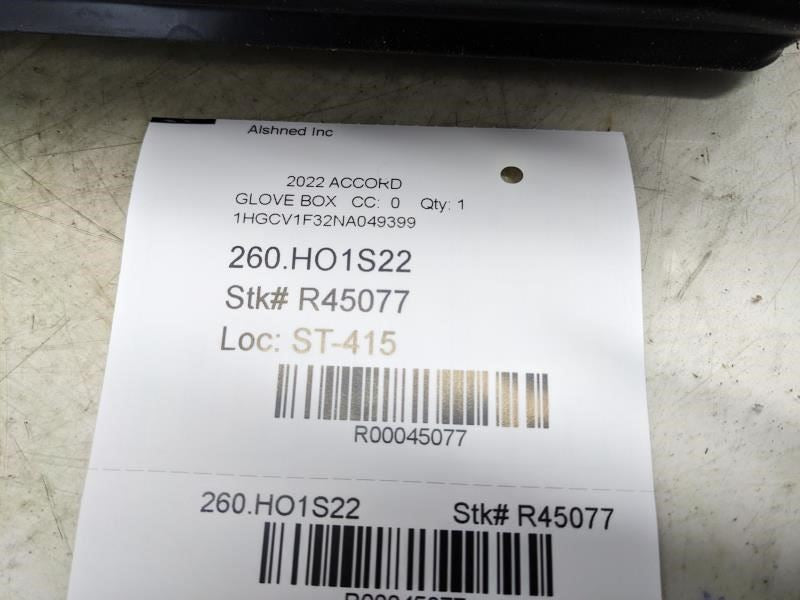 Alshned Inc
2022 ACCORD
GLOVE BOX CC: 0 Qty: 1
1HGCV1F32NA049399
260.HO1S22
Stk# R45077
Loc: ST-415
R00045077
260.HO1S22 Stk# R45077
R00045077